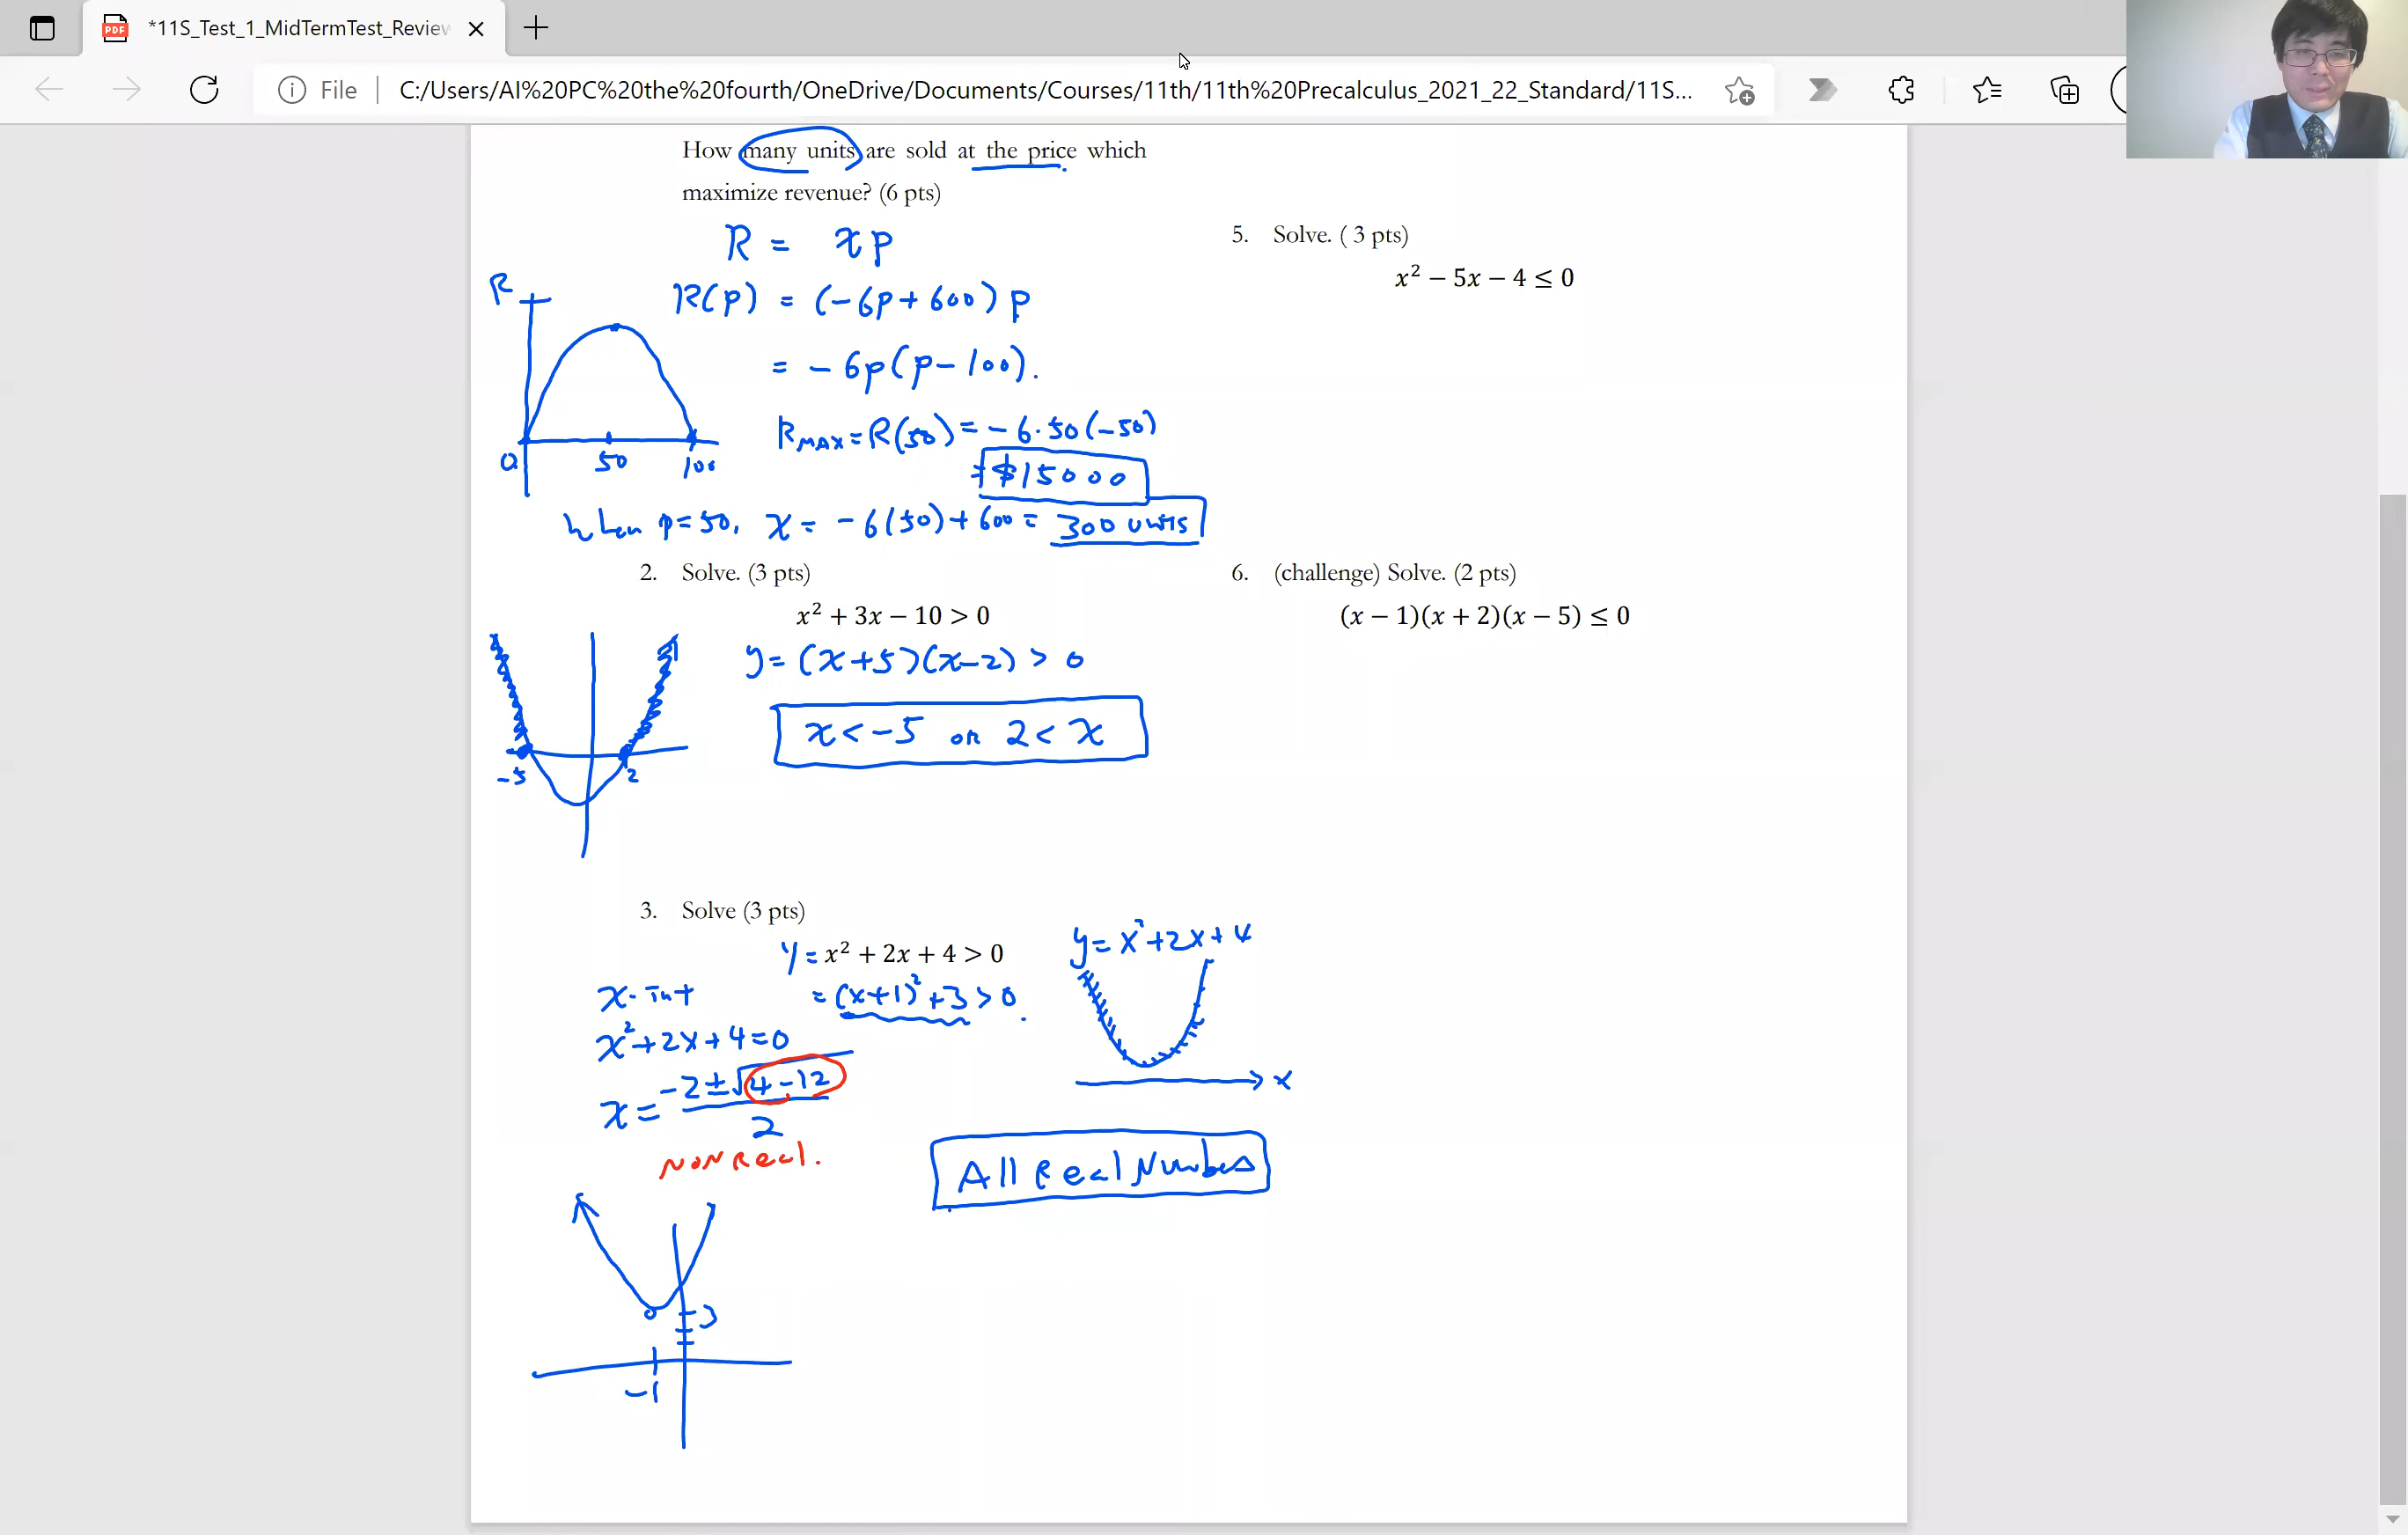 *11S_Test_1_MidTermTest_Review
File
C:/Users/AI%20PC%20the%20fourth/OneDrive/Documents/Courses/11th/11th%20Precalculus_2021_22_Standard/11S...
How many units are sold at the price which
maximize revenue? (6 pts)
R = xp
R(p) = (-6p+600) p
= -6p(p-100).
R
0 50 100
R MAX = R(50) = -6·50(-50)
= $15000
When p=50, x = -6(50)+600 = 300 units
2. Solve. (3 pts)
x² + 3x − 10 > 0
y = (x+5)(x-2) > 0
x < -5 or 2 < x
-5 2
3. Solve (3 pts)
y = x² + 2x + 4 > 0
= (x+1)² + 3 > 0.
x-int
x²+2x+4=0
x = -2±√4-12
2
Non Real.
3
-1
y = x²+2x+4
x
All Real Numbers
5. Solve. ( 3 pts)
x² − 5x − 4 ≤ 0
6. (challenge) Solve. (2 pts)
(x − 1)(x + 2)(x − 5) ≤ 0